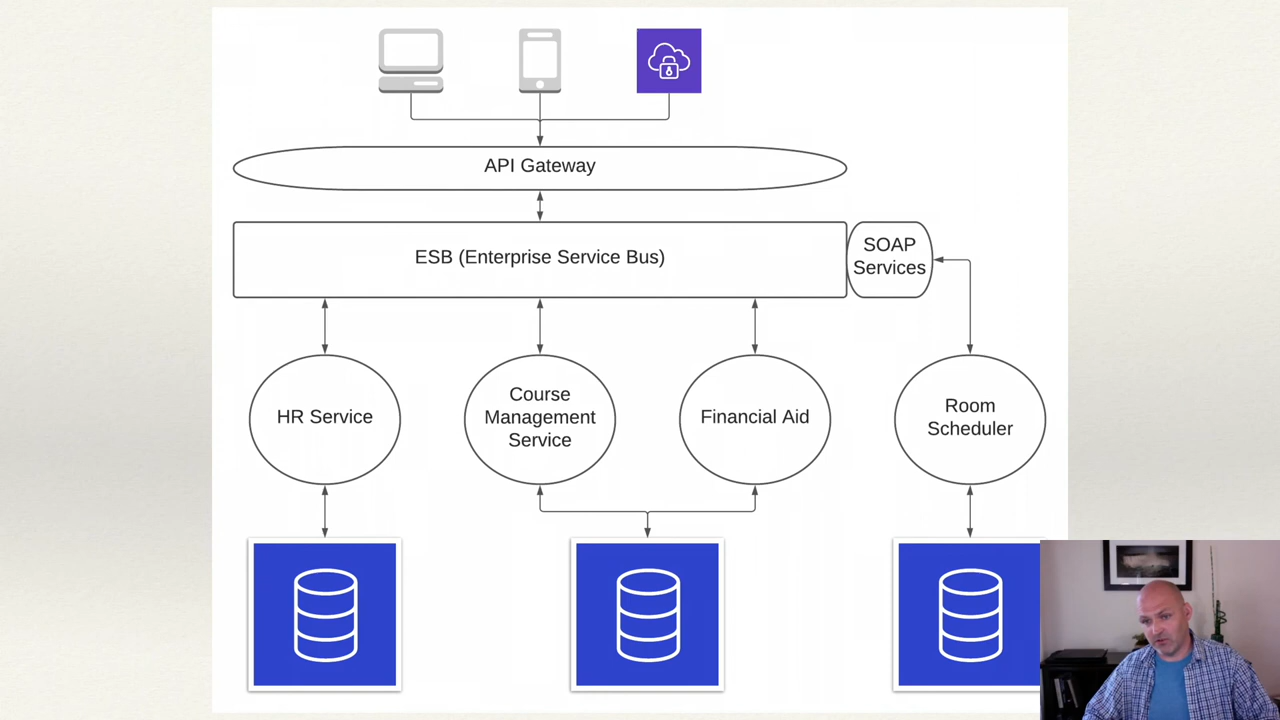 API Gateway
ESB (Enterprise Service Bus)
SOAP
Services
HR Service
Course
Management
Service
Financial Aid
Room
Scheduler